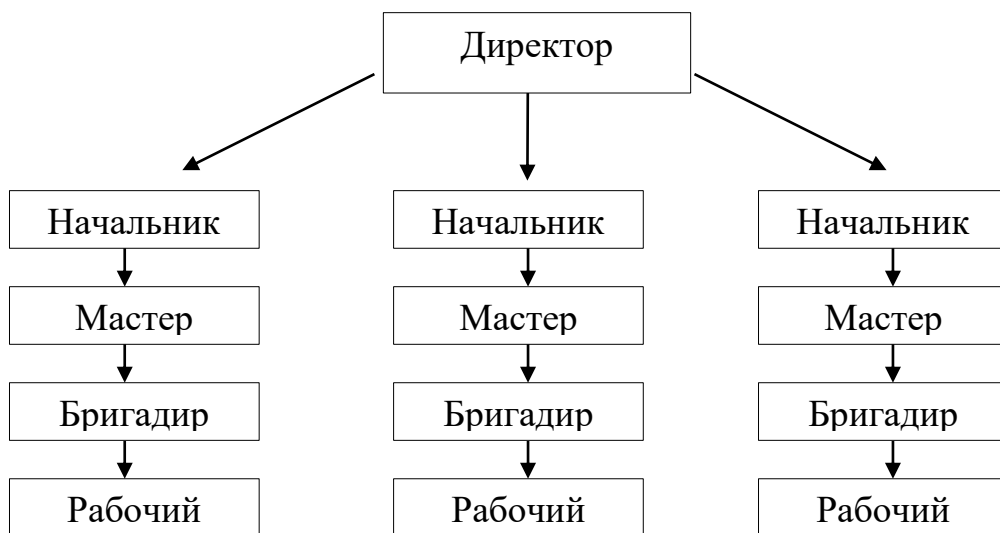 Директор
Начальник
Начальник
Начальник
Мастер
Мастер
Мастер
Бригадир
Бригадир
Бригадир
Рабочий
Рабочий
Рабочий